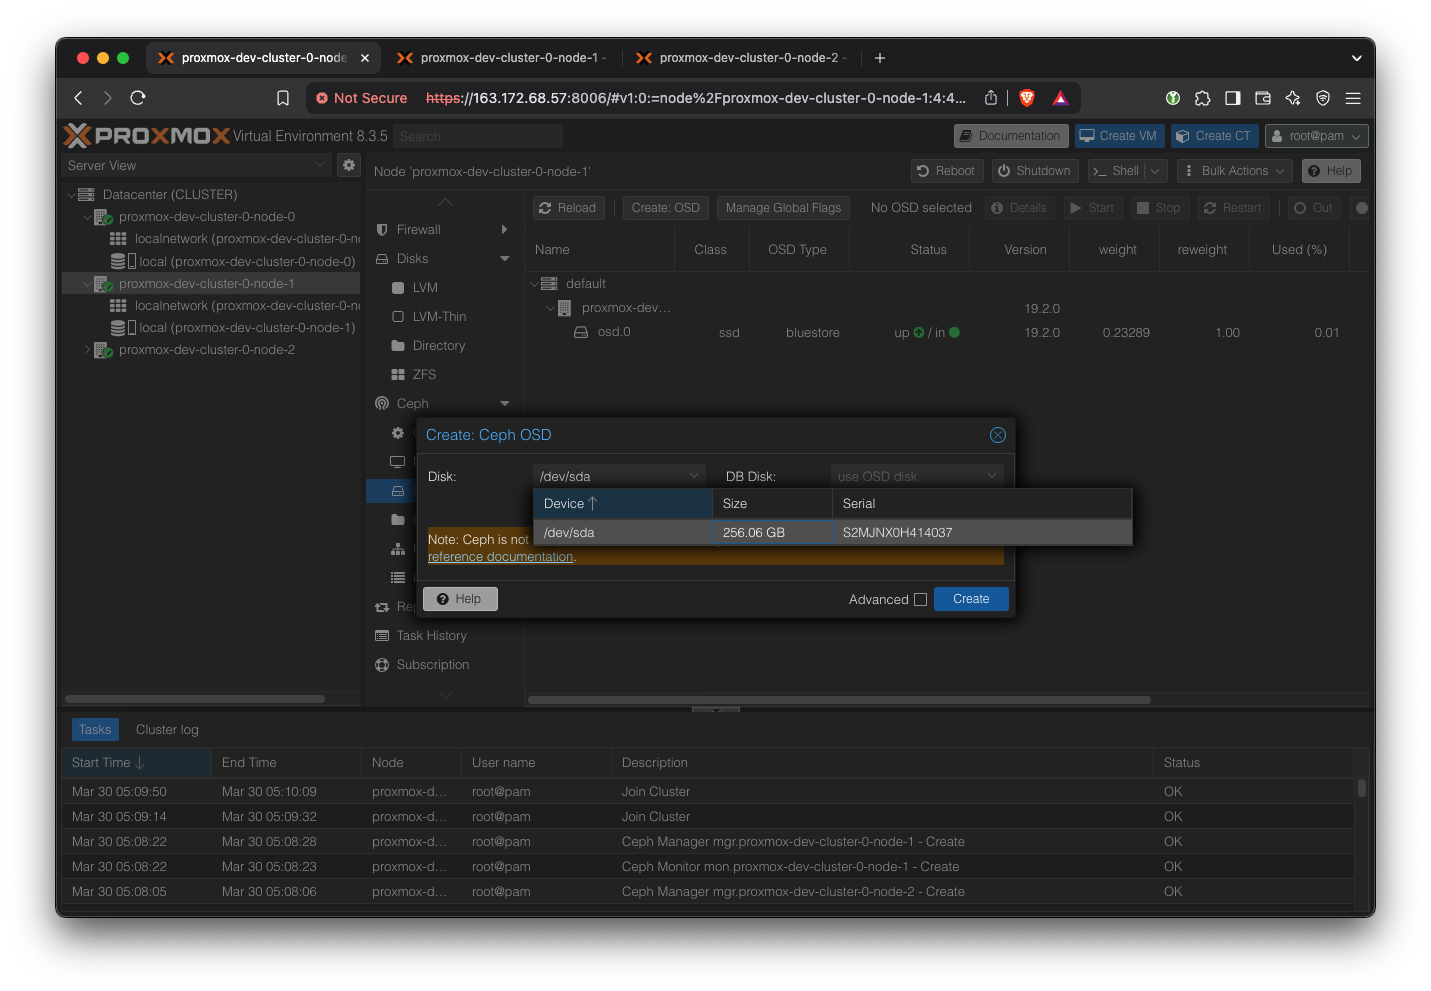 proxmox-dev-cluster-0-node
proxmox-dev-cluster-0-node-1 -
proxmox-dev-cluster-0-node-2 -
Not Secure
https://163.172.68.57:8006/#v1:0:=node%2Fproxmox-dev-cluster-0-node-1:4:4...
PROXMOX Virtual Environment 8.3.5
Search
Documentation
Create VM
Create CT
root@pam
Server View
Node 'proxmox-dev-cluster-0-node-1'
Reboot
Shutdown
Shell
Bulk Actions
Help
Datacenter (CLUSTER)
proxmox-dev-cluster-0-node-0
localnetwork (proxmox-dev-cluster-0-n
local (proxmox-dev-cluster-0-node-0)
proxmox-dev-cluster-0-node-1
localnetwork (proxmox-dev-cluster-0-n
local (proxmox-dev-cluster-0-node-1)
proxmox-dev-cluster-0-node-2
Firewall
Disks
LVM
LVM-Thin
Directory
ZFS
Ceph
Rep
Task History
Subscription
Reload
Create: OSD
Manage Global Flags
No OSD selected
Details
Start
Stop
Restart
Out
Name Class OSD Type Status Version weight reweight Used (%)
default
proxmox-dev... 19.2.0
osd.0 ssd bluestore up / in 19.2.0 0.23289 1.00 0.01
Create: Ceph OSD
Disk: /dev/sda DB Disk: use OSD disk
Device Size Serial
/dev/sda 256.06 GB S2MJNX0H414037
Note: Ceph is not
reference documentation.
Help
Advanced
Create
Tasks
Cluster log
Start Time End Time Node User name Description Status
Mar 30 05:09:50 Mar 30 05:10:09 proxmox-d... root@pam Join Cluster OK
Mar 30 05:09:14 Mar 30 05:09:32 proxmox-d... root@pam Join Cluster OK
Mar 30 05:08:22 Mar 30 05:08:28 proxmox-d... root@pam Ceph Manager mgr.proxmox-dev-cluster-0-node-1 - Create OK
Mar 30 05:08:22 Mar 30 05:08:23 proxmox-d... root@pam Ceph Monitor mon.proxmox-dev-cluster-0-node-1 - Create OK
Mar 30 05:08:05 Mar 30 05:08:06 proxmox-d... root@pam Ceph Manager mgr.proxmox-dev-cluster-0-node-2 - Create OK